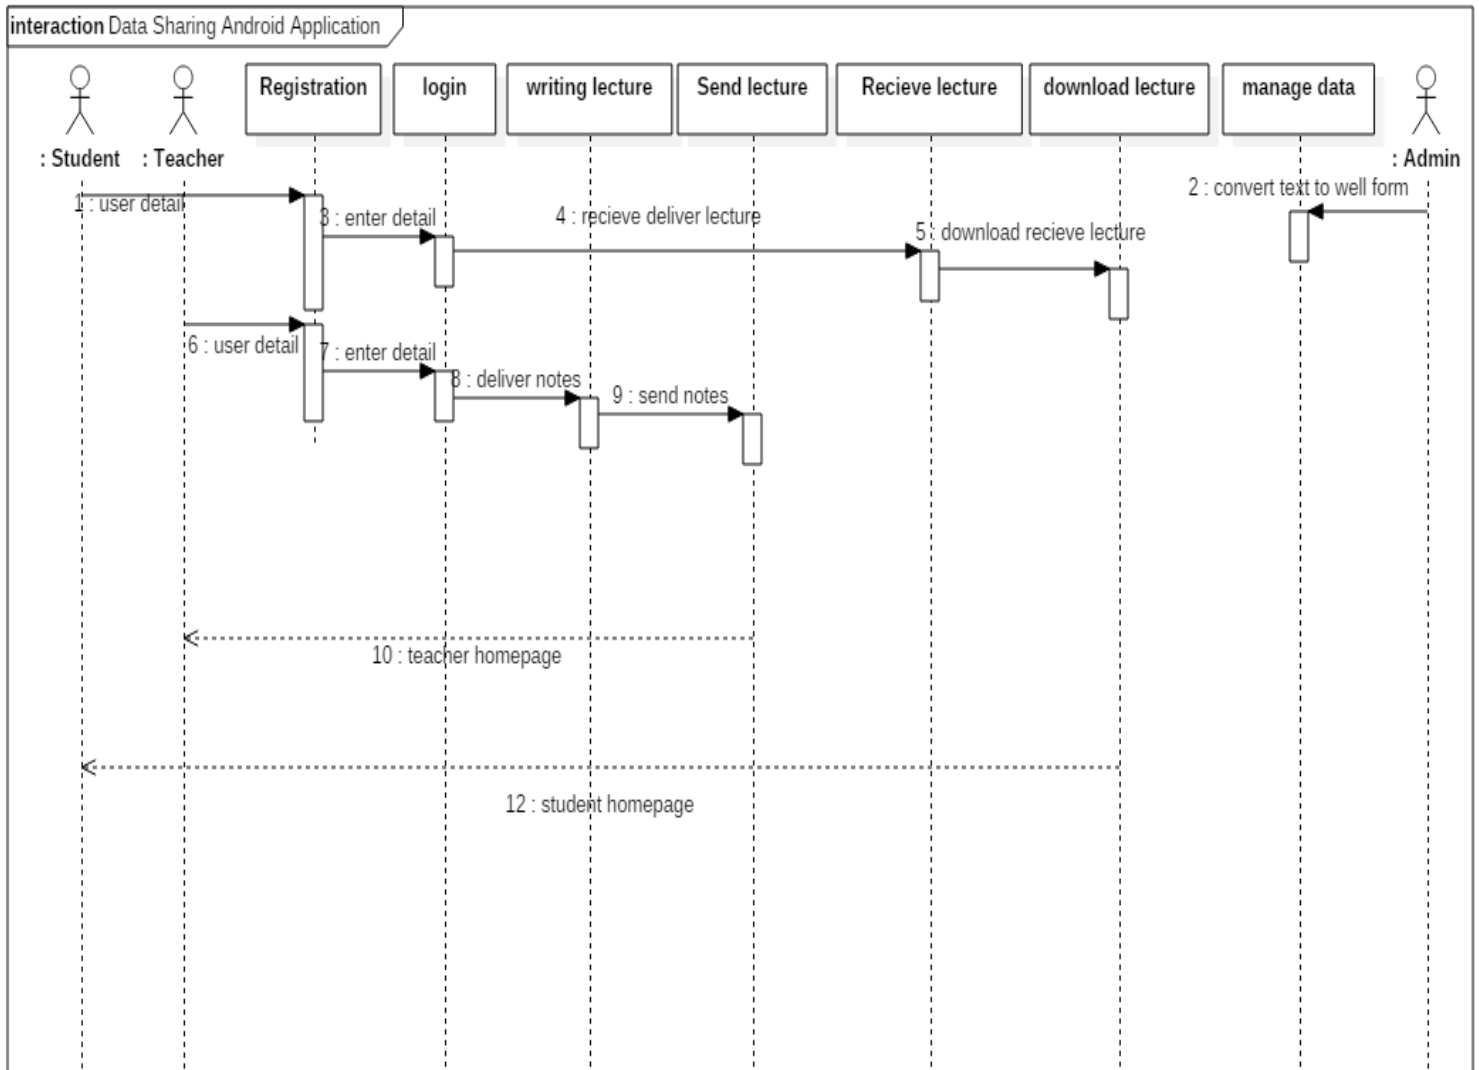 interaction Data Sharing Android Application
Registration
login
writing lecture
Send lecture
Recieve lecture
download lecture
manage data
: Student
: Teacher
: Admin
1 : user detail
2 : convert text to well form
3 : enter detail
4 : recieve deliver lecture
5 : download recieve lecture
6 : user detail
7 : enter detail
8 : deliver notes
9 : send notes
10 : teacher homepage
12 : student homepage